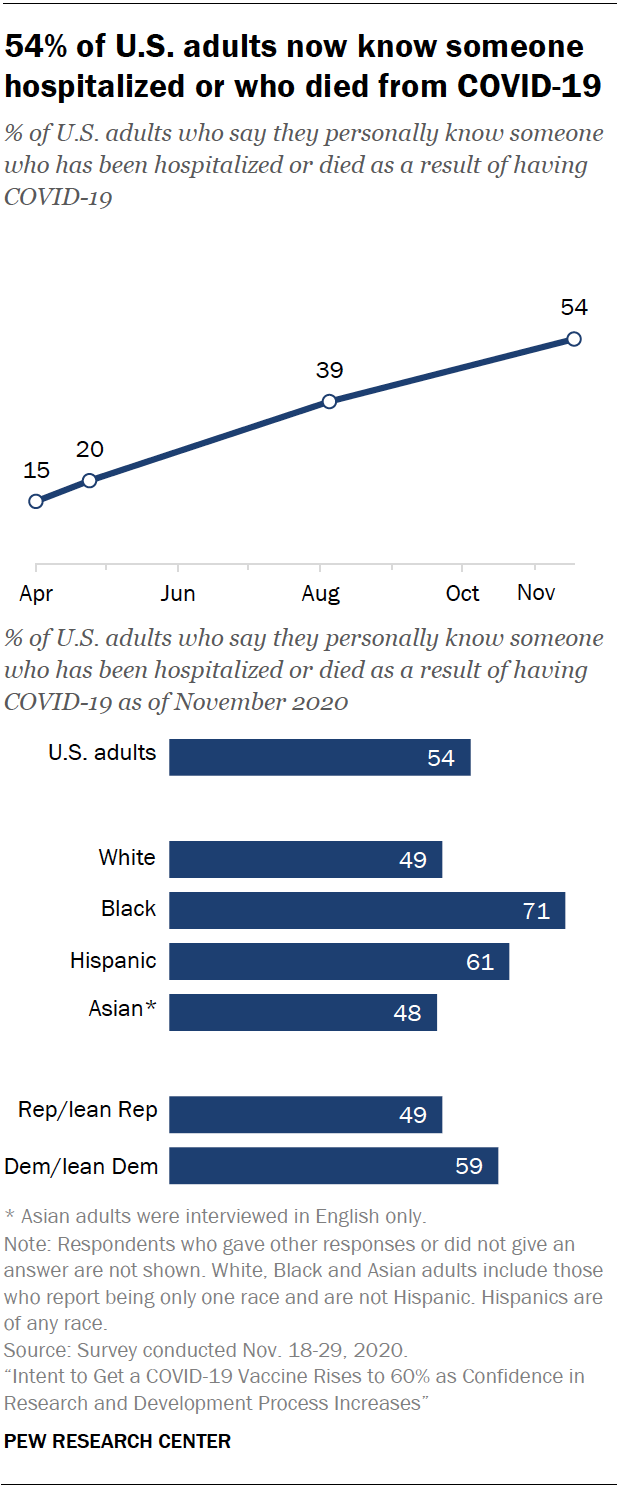 54% of U.S. adults now know someone
hospitalized or who died from COVID-19
% of U.S. adults who say they personally know someone
who has been hospitalized or died as a result of having
COVID-19
54
39
20
15
Apr Jun Aug Oct Nov
% of U.S. adults who say they personally know someone
who has been hospitalized or died as a result of having
COVID-19 as of November 2020
U.S. adults 54
White 49
Black 71
Hispanic 61
Asian* 48
Rep/lean Rep 49
Dem/lean Dem 59
* Asian adults were interviewed in English only.
Note: Respondents who gave other responses or did not give an
answer are not shown. White, Black and Asian adults include those
who report being only one race and are not Hispanic. Hispanics are
of any race.
Source: Survey conducted Nov. 18-29, 2020.
“Intent to Get a COVID-19 Vaccine Rises to 60% as Confidence in
Research and Development Process Increases”
PEW RESEARCH CENTER